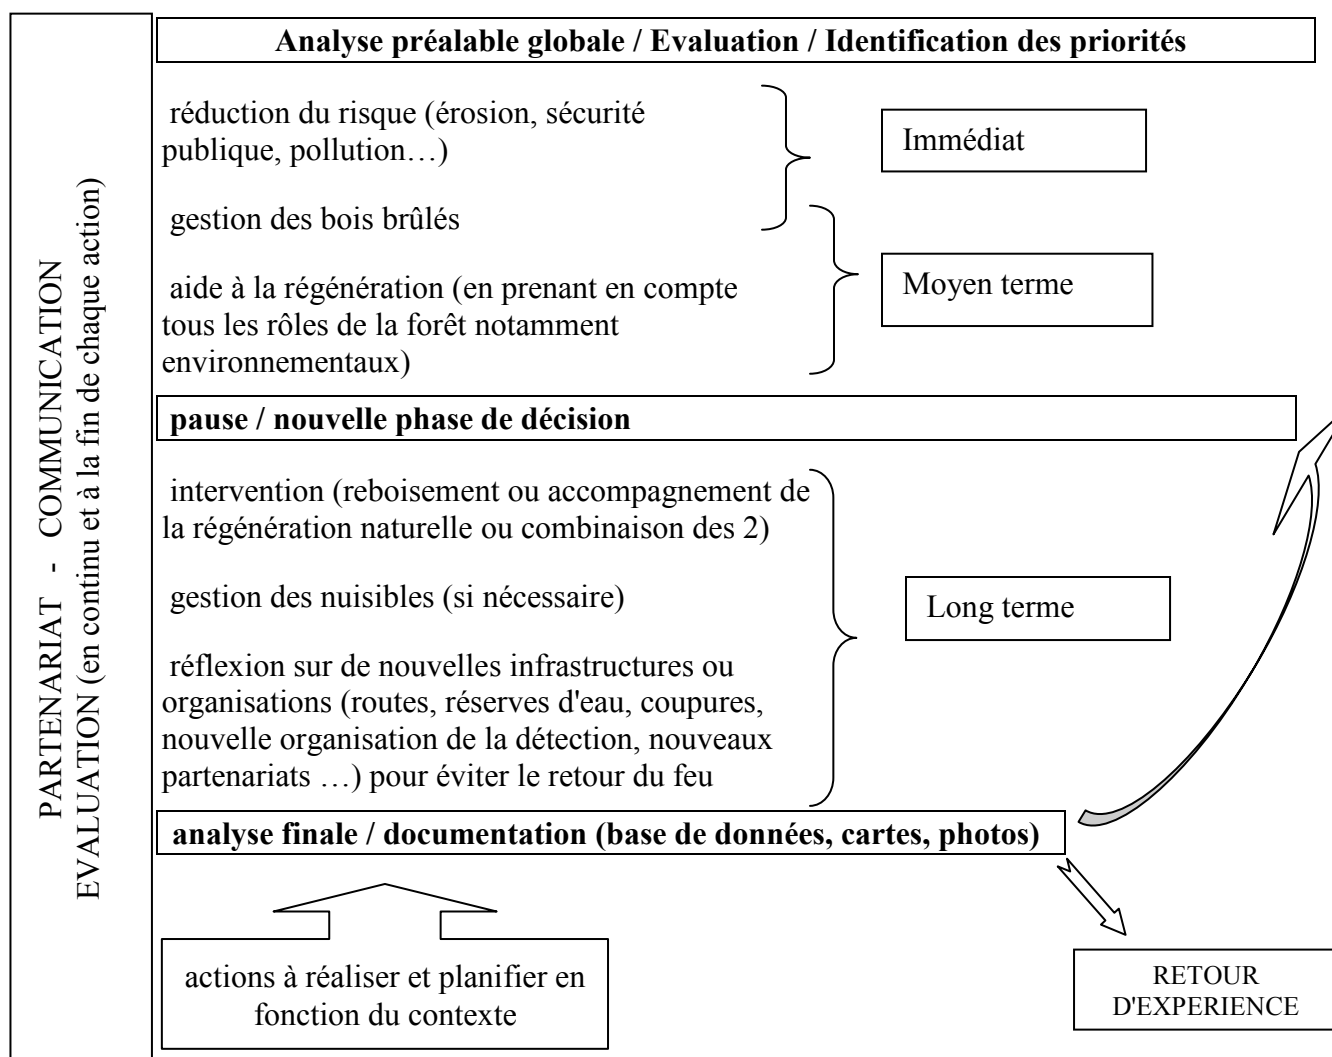 PARTENARIAT - COMMUNICATION
EVALUATION (en continu et à la fin de chaque action)
Analyse préalable globale / Evaluation / Identification des priorités
réduction du risque (érosion, sécurité
publique, pollution…)
Immédiat
gestion des bois brûlés
aide à la régénération (en prenant en compte
tous les rôles de la forêt notamment
environnementaux)
Moyen terme
pause / nouvelle phase de décision
intervention (reboisement ou accompagnement de
la régénération naturelle ou combinaison des 2)
gestion des nuisibles (si nécessaire)
Long terme
réflexion sur de nouvelles infrastructures ou
organisations (routes, réserves d'eau, coupures,
nouvelle organisation de la détection, nouveaux
partenariats …) pour éviter le retour du feu
analyse finale / documentation (base de données, cartes, photos)
actions à réaliser et planifier en
fonction du contexte
RETOUR
D'EXPERIENCE